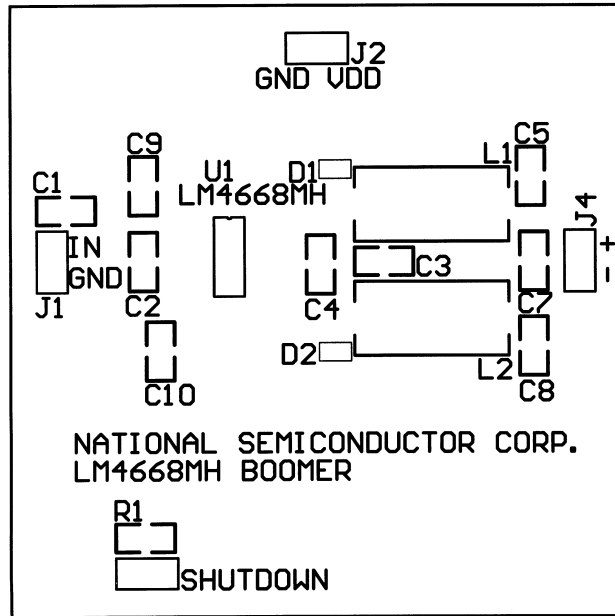 J2
GND VDD
C9
U1
D1
L1
C5
C1
LM4668MH
J4
IN
+
GND
C3
-
J1
C2
C4
C7
D2
L2
C10
C8
NATIONAL SEMICONDUCTOR CORP.
LM4668MH BOOMER
R1
SHUTDOWN